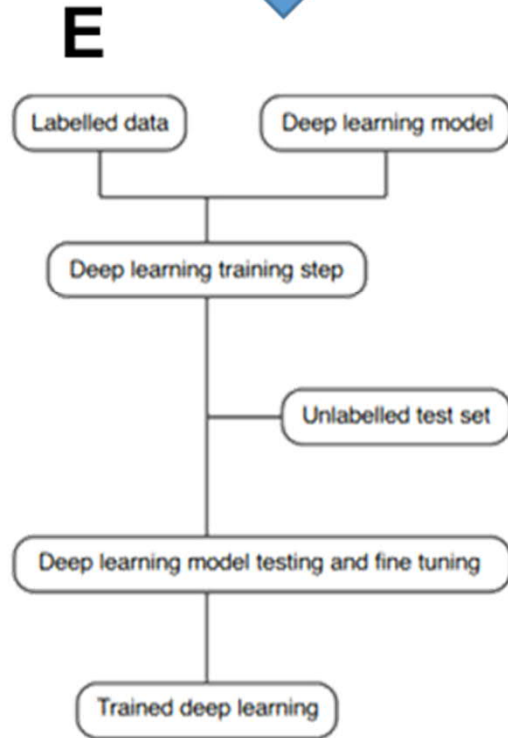 E
Labelled data
Deep learning model
Deep learning training step
Unlabelled test set
Deep learning model testing and fine tuning
Trained deep learning